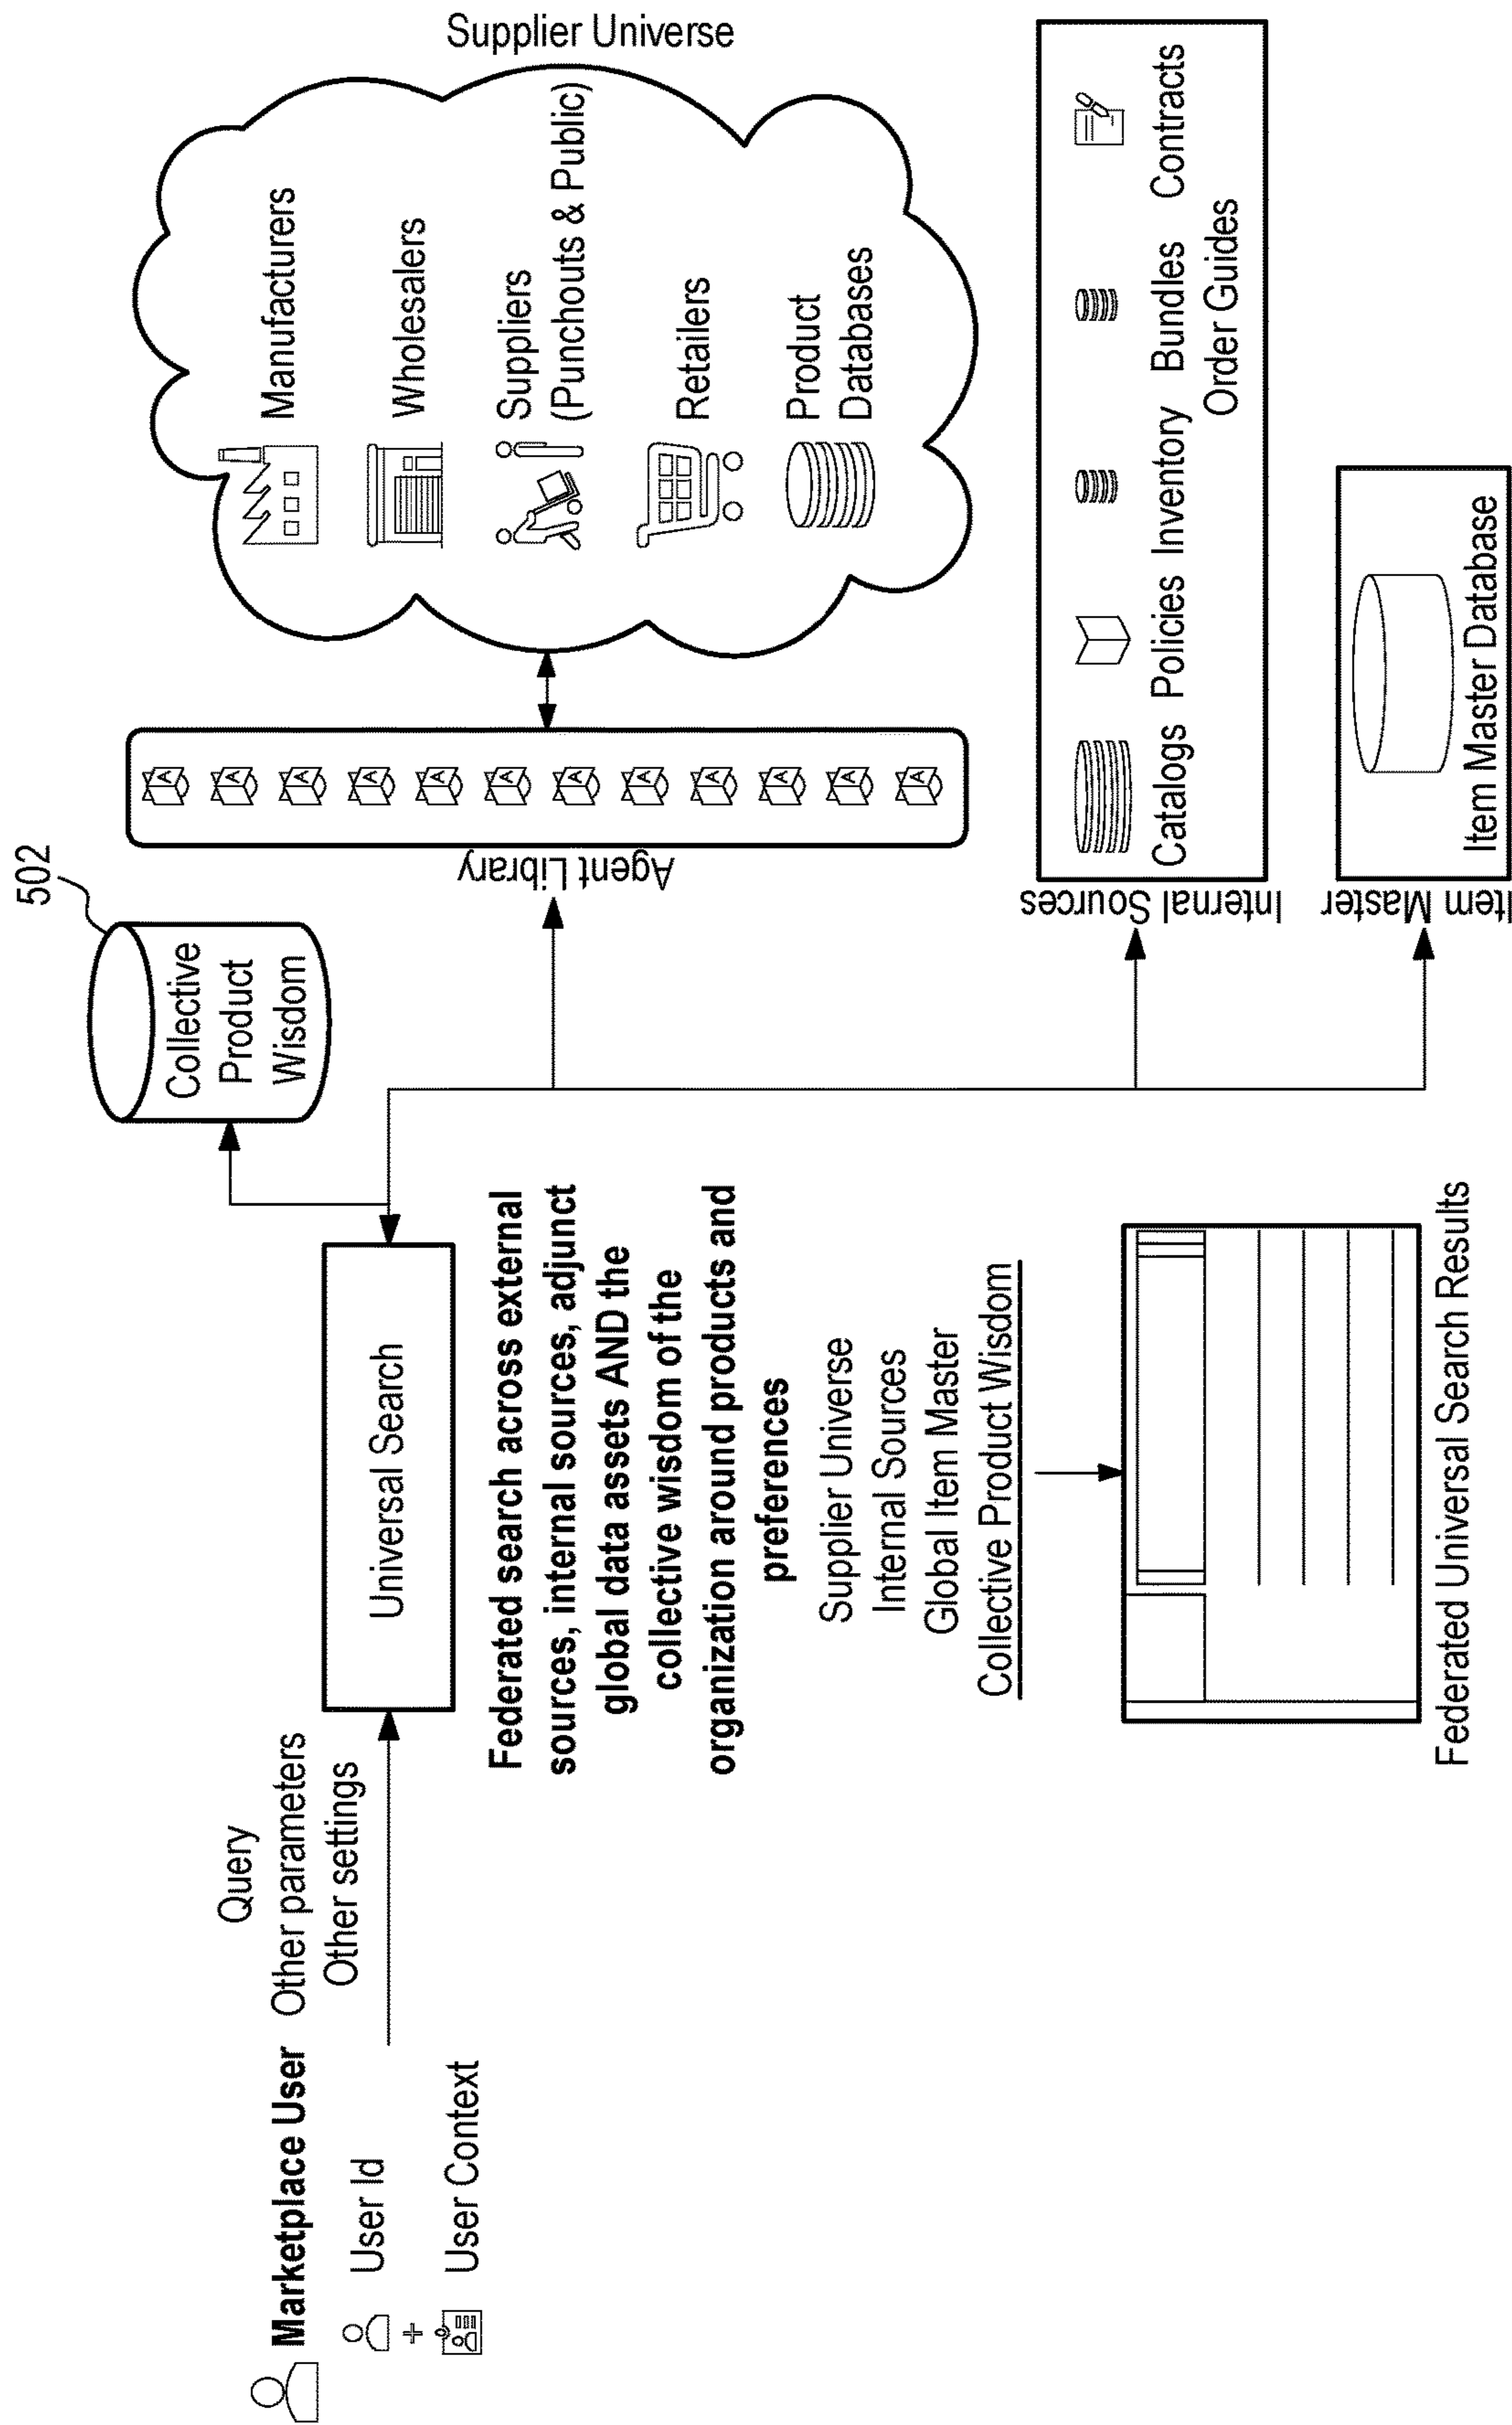 Marketplace User
User Id
+
User Context
Query
Other parameters
Other settings
Universal Search
Federated search across external
sources, internal sources, adjunct
global data assets AND the
collective wisdom of the
organization around products and
preferences
Supplier Universe
Internal Sources
Global Item Master
Collective Product Wisdom
Federated Universal Search Results
502
Collective
Product
Wisdom
Agent Library
A
A
A
A
A
A
A
A
A
A
A
A
Supplier Universe
Manufacturers
Wholesalers
Suppliers
(Punchouts & Public)
Retailers
Product
Databases
Internal Sources
Catalogs Policies Inventory Bundles Contracts
Order Guides
Item Master
Item Master Database